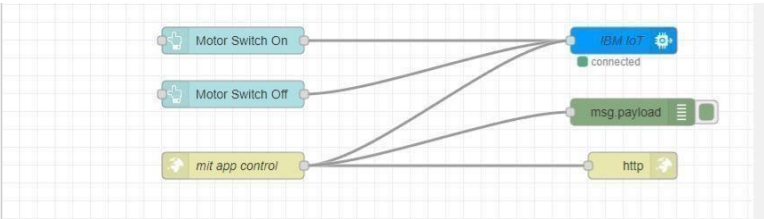 Motor Switch On
IBM IoT
connected
Motor Switch Off
msg.payload
mit app control
http